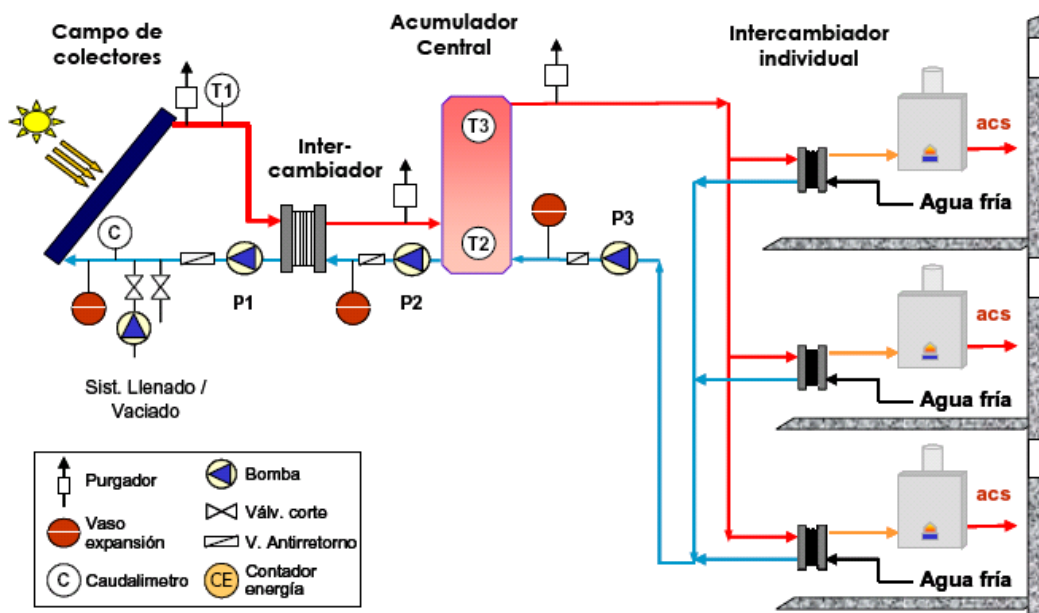 Campo de
colectores
Acumulador
Central
Intercambiador
individual
T1
T3
acs
Inter-
cambiador
Agua fría
C
T2
P3
P1
P2
acs
Sist. Llenado /
Vaciado
Agua fría
Purgador
Bomba
Vaso
expansión
Válv. corte
V. Antirretorno
acs
C
Caudalimetro
CE
Contador
energía
Agua fría